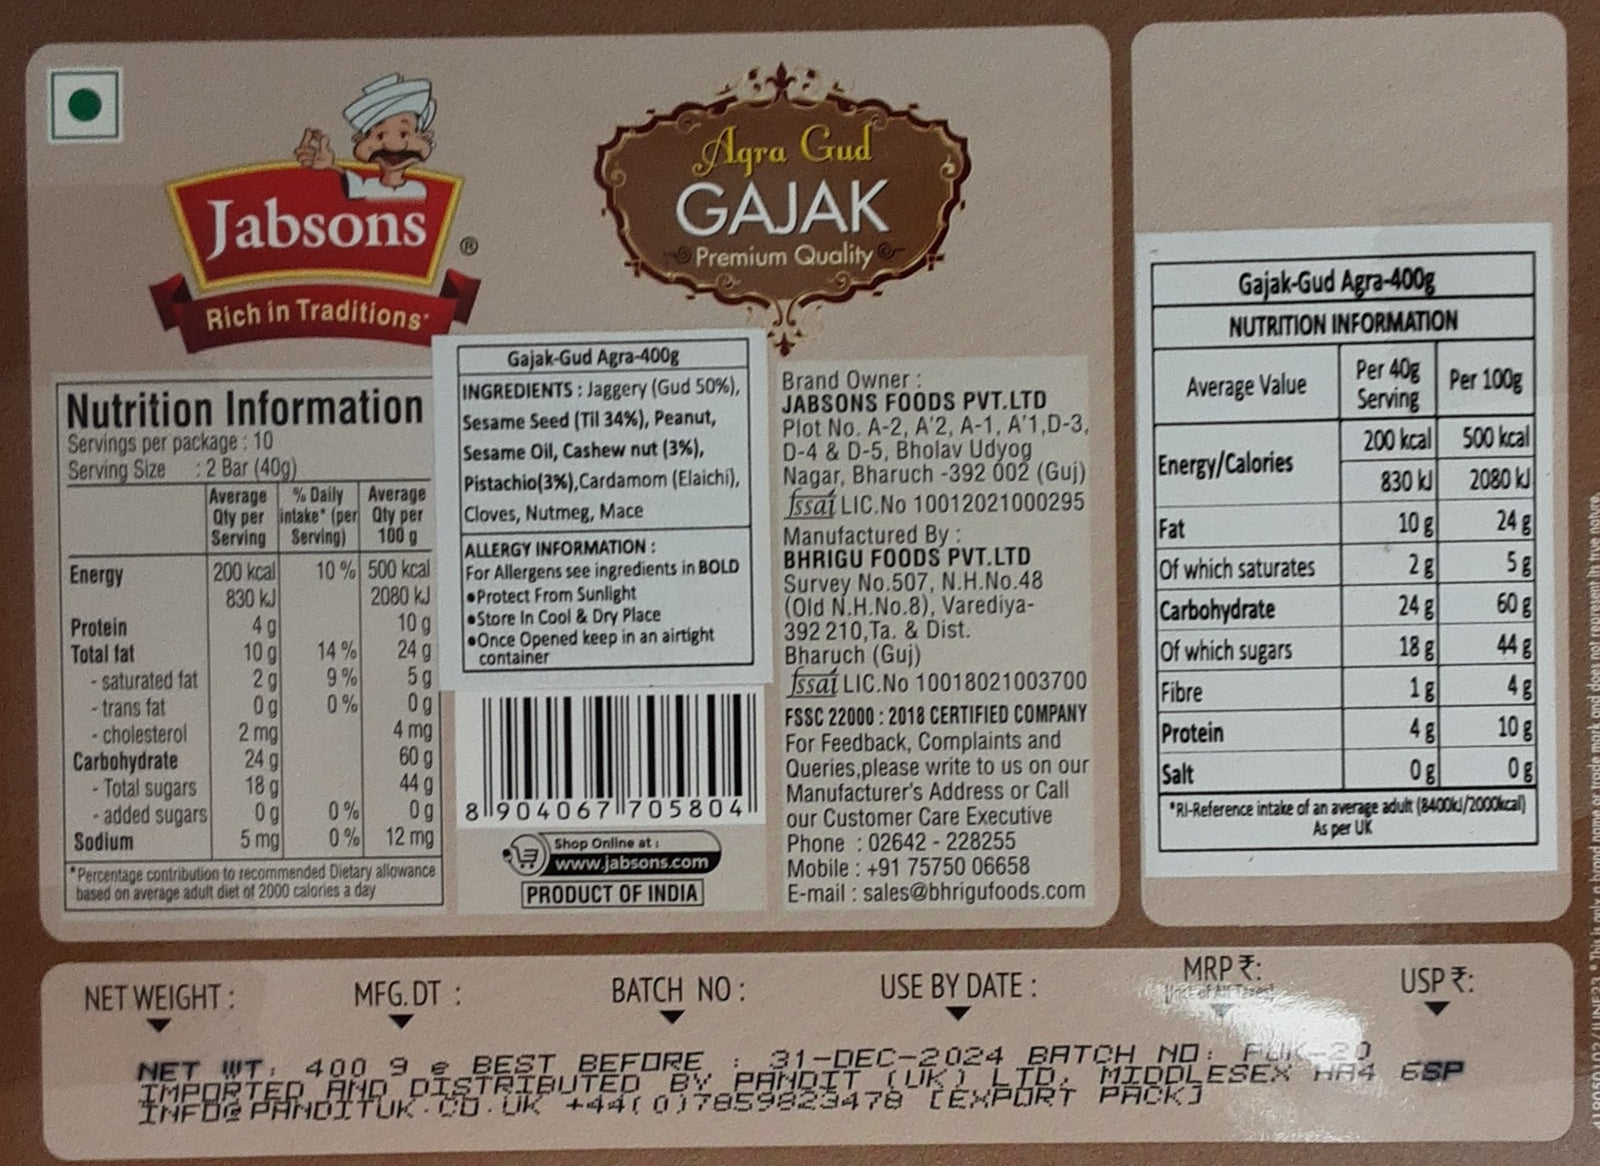 Jabsons®
Rich in Traditions*
Agra Gud
GAJAK
Premium Quality
Nutrition Information
Servings per package : 10
Serving Size : 2 Bar (40g)
Average Qty per Serving | % Daily intake* (per Serving) | Average Qty per 100 g
Energy 200 kcal 10 % 500 kcal
830 kJ 2080 kJ
Protein 4 g 10 g
Total fat 10 g 14 % 24 g
- saturated fat 2 g 9 % 5 g
- trans fat 0 g 0 % 0 g
- cholesterol 2 mg 4 mg
Carbohydrate 24 g 60 g
- Total sugars 18 g 44 g
- added sugars 0 g 0 % 0 g
Sodium 5 mg 0 % 12 mg
*Percentage contribution to recommended Dietary allowance
based on average adult diet of 2000 calories a day
Gajak-Gud Agra-400g
INGREDIENTS : Jaggery (Gud 50%),
Sesame Seed (Til 34%), Peanut,
Sesame Oil, Cashew nut (3%),
Pistachio(3%),Cardamom (Elaichi),
Cloves, Nutmeg, Mace
ALLERGY INFORMATION :
For Allergens see ingredients in BOLD
•Protect From Sunlight
•Store In Cool & Dry Place
•Once Opened keep in an airtight
container
8 904067 705804
Shop Online at :
www.jabsons.com
PRODUCT OF INDIA
Brand Owner :
JABSONS FOODS PVT.LTD
Plot No. A-2, A'2, A-1, A'1,D-3,
D-4 & D-5, Bholav Udyog
Nagar, Bharuch -392 002 (Guj)
fssai LIC.No 10012021000295
Manufactured By :
BHRIGU FOODS PVT.LTD
Survey No.507, N.H.No.48
(Old N.H.No.8), Varediya-
392 210,Ta. & Dist.
Bharuch (Guj)
fssai LIC.No 10018021003700
FSSC 22000 : 2018 CERTIFIED COMPANY
For Feedback, Complaints and
Queries,please write to us on our
Manufacturer's Address or Call
our Customer Care Executive
Phone : 02642 - 228255
Mobile : +91 75750 06658
E-mail : sales@bhrigufoods.com
Gajak-Gud Agra-400g
NUTRITION INFORMATION
Average Value | Per 40g Serving | Per 100g
Energy/Calories 200 kcal 500 kcal
830 kJ 2080 kJ
Fat 10 g 24 g
Of which saturates 2 g 5 g
Carbohydrate 24 g 60 g
Of which sugars 18 g 44 g
Fibre 1 g 4 g
Protein 4 g 10 g
Salt 0 g 0 g
*RI-Reference intake of an average adult (8400kJ/2000kcal)
As per UK
NET WEIGHT : MFG.DT : BATCH NO : USE BY DATE : MRP ₹: USP ₹:
NET WT: 400 g e BEST BEFORE : 31-DEC-2024 BATCH NO:
IMPORTED AND DISTRIBUTED BY PANDIT (UK) LTD, MIDDLESEX HA4 6SP
INFO@PANDITUK.CO.UK +44(0)7859823478 [EXPORT PACK]
* This is only a brand name or trade mark and does not represent its true nature.